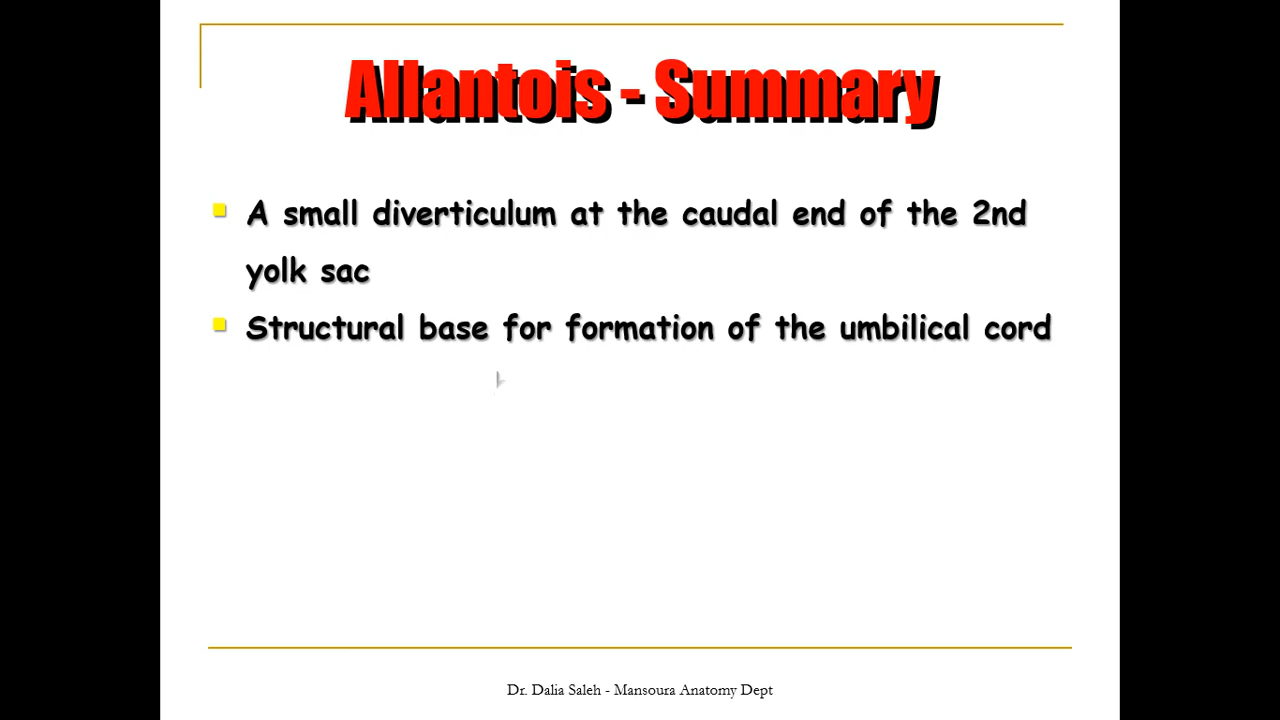 Allantois - Summary
A small diverticulum at the caudal end of the 2nd
yolk sac
Structural base for formation of the umbilical cord
Dr. Dalia Saleh - Mansoura Anatomy Dept